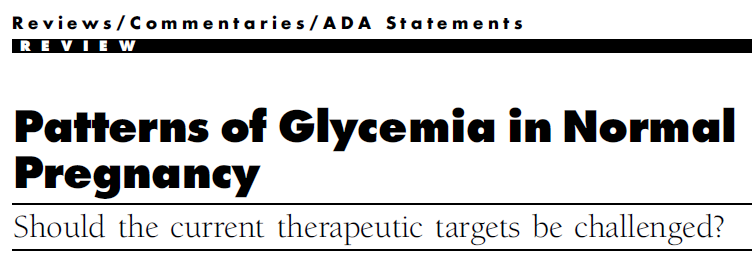 Reviews/Commentaries/ADA Statements
REVIEW
Patterns of Glycemia in Normal
Pregnancy
Should the current therapeutic targets be challenged?